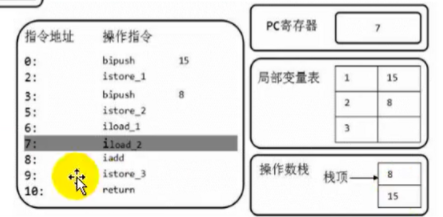 指令地址 操作指令
0: bipush 15
2: istore_1
3: bipush 8
5: istore_2
6: iload_1
7: iload_2
8: iadd
9: istore_3
10: return
PC寄存器 7
局部变量表
1 15
2 8
3
操作数栈 栈顶
8
15